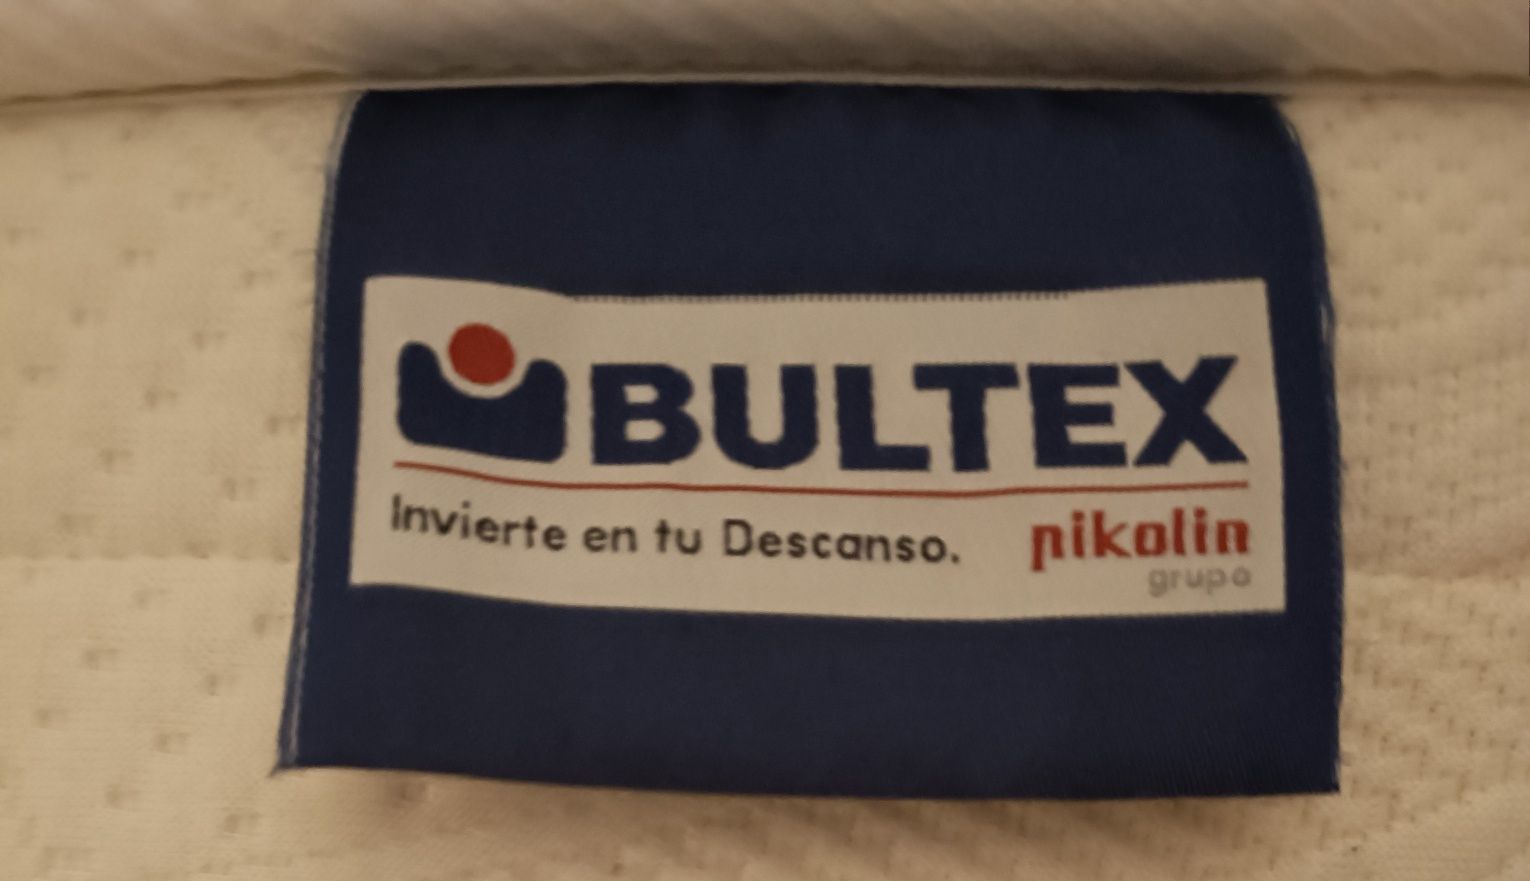 BULTEX
Invierte en tu Descanso.
pikolin
grupo